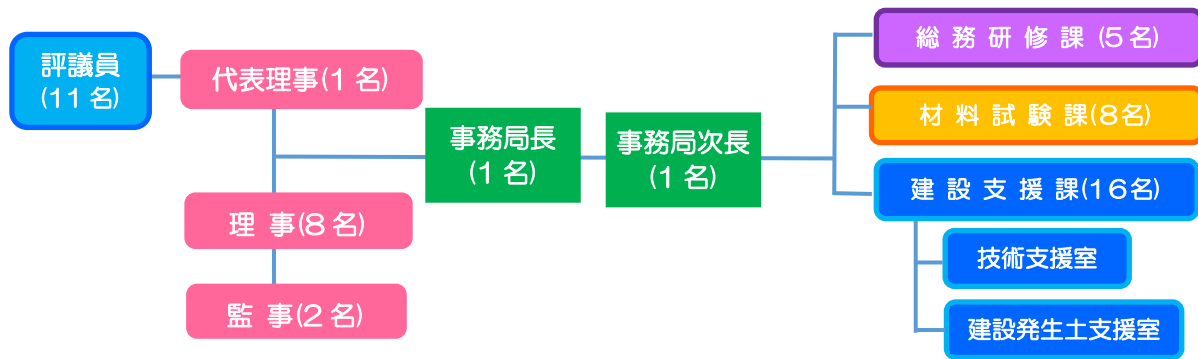 評議員
(11名)
代表理事(1名)
理 事(8名)
監 事(2名)
事務局長
(1名)
事務局次長
(1名)
総 務 研 修 課 (5名)
材 料 試 験 課(8名)
建 設 支 援 課(16名)
技術支援室
建設発生土支援室